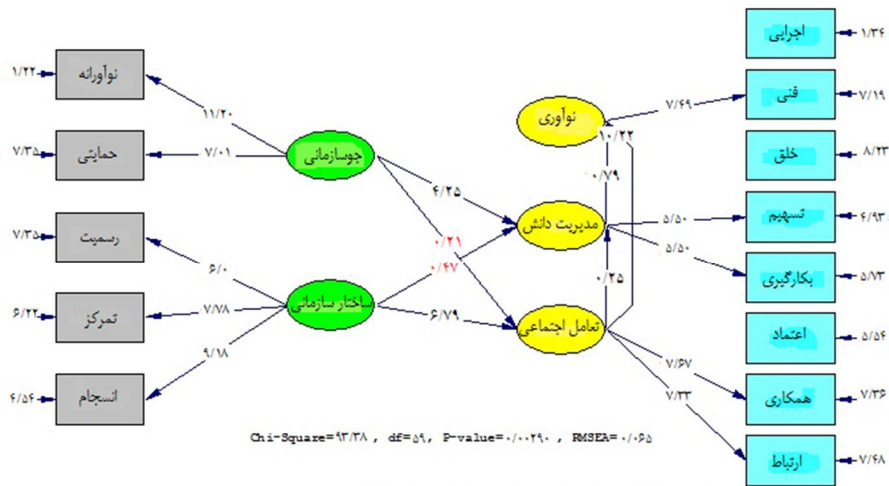 اجرایی
۱/۳۴
نوآورانه
۱/۲۲
فنی
۷/۱۹
نوآوری
۷/۴۹
۱۱/۲۰
۱۰/۲۲
حمایتی
۷/۳۵
۷/۰۱
جوسازمانی
خلق
۸/۲۳
۴/۲۵
۰/۷۹
تسهیم
۴/۹۳
رسمیت
۷/۳۵
مدیریت دانش
۵/۵۰
۰/۲۱
۵/۵۰
۰/۴۷
۶/۰
بکارگیری
۵/۷۳
۰/۲۵
تمرکز
۶/۲۲
۷/۷۸
ساختار سازمانی
۶/۷۹
تعامل اجتماعی
اعتماد
۵/۵۴
۹/۱۸
۷/۶۷
انسجام
۴/۵۴
همکاری
۷/۳۶
۷/۳۳
Chi-Square=۹۳/۳۸ , df=۵۹, P-value=۰/۰۰۲۹۰ , RMSEA=۰/۰۶۵
ارتباط
۷/۴۸